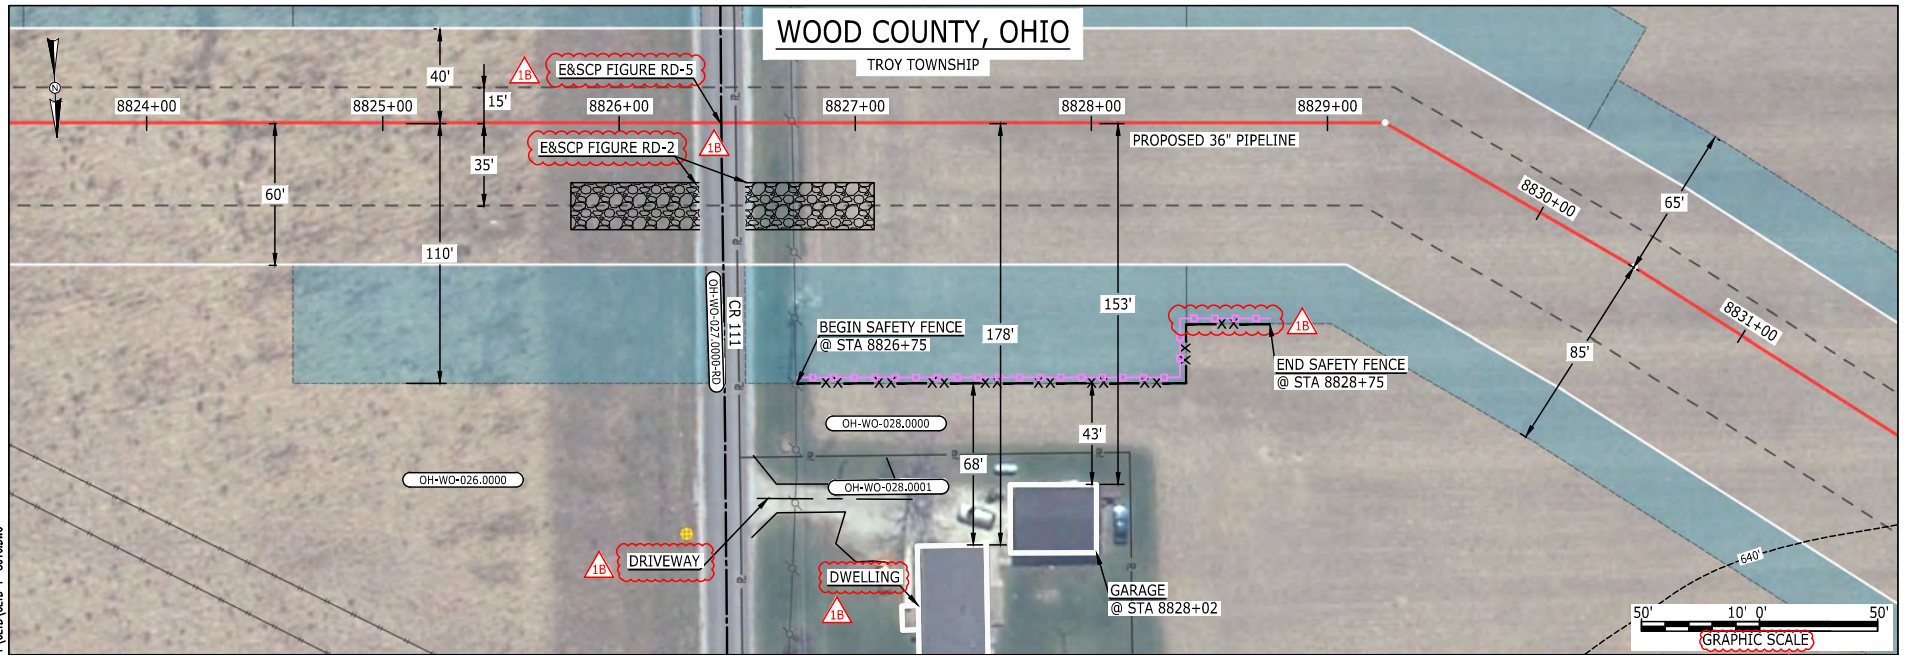 WOOD COUNTY, OHIO
TROY TOWNSHIP
N
40'
15'
1B
E&SCP FIGURE RD-5
8824+00
8825+00
8826+00
8827+00
8828+00
8829+00
PROPOSED 36" PIPELINE
E&SCP FIGURE RD-2
1B
35'
60'
110'
8830+00
65'
8831+00
85'
OH-WO-027.0000-RD
CR 111
BEGIN SAFETY FENCE
@ STA 8826+75
178'
153'
1B
END SAFETY FENCE
@ STA 8828+75
OH-WO-028.0000
43'
68'
OH-WO-026.0000
OH-WO-028.0001
1B
DRIVEWAY
DWELLING
1B
GARAGE
@ STA 8828+02
640'
50'
10'
0'
50'
GRAPHIC SCALE